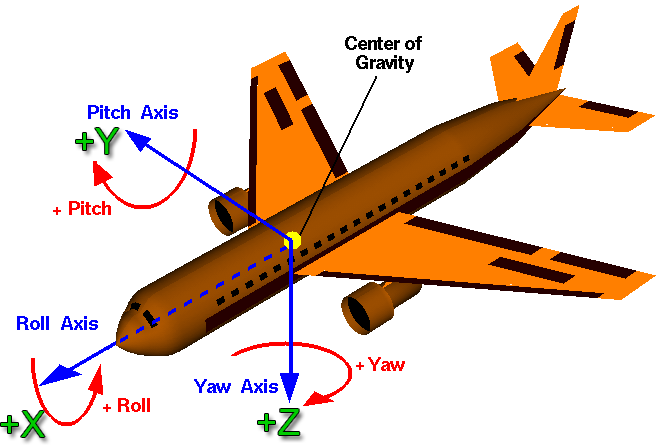 Center of
Gravity
Pitch Axis
+Y
+ Pitch
Roll Axis
+ Yaw
Yaw Axis
+ Roll
+X
+Z